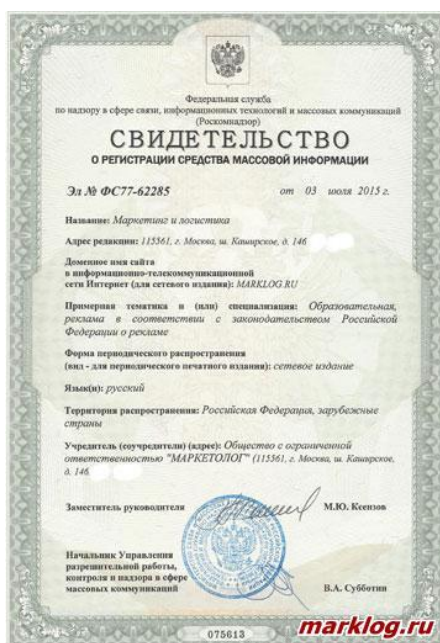 Федеральная служба
по надзору в сфере связи, информационных технологий и массовых коммуникаций
(Роскомнадзор)
СВИДЕТЕЛЬСТВО
О РЕГИСТРАЦИИ СРЕДСТВА МАССОВОЙ ИНФОРМАЦИИ
Эл № ФС77-62285 от 03 июля 2015 г.
Название: Маркетинг и логистика
Адрес редакции: 115561, г. Москва, ш. Каширское, д. 146
Доменное имя сайта
в информационно-телекоммуникационной
сети Интернет (для сетевого издания): MARKLOG.RU
Примерная тематика и (или) специализация: Образовательная,
реклама в соответствии с законодательством Российской
Федерации о рекламе
Форма периодического распространения
(вид - для периодического печатного издания): сетевое издание
Язык(и): русский
Территория распространения: Российская Федерация, зарубежные
страны
Учредитель (соучредители) (адрес): Общество с ограниченной
ответственностью "МАРКЕТОЛОГ" (115561, г. Москва, ш. Каширское,
д. 146
Заместитель руководителя М.Ю. Ксензов
Начальник Управления
разрешительной работы,
контроля и надзора в сфере
массовых коммуникаций В.А. Субботин
075613
marklog.ru